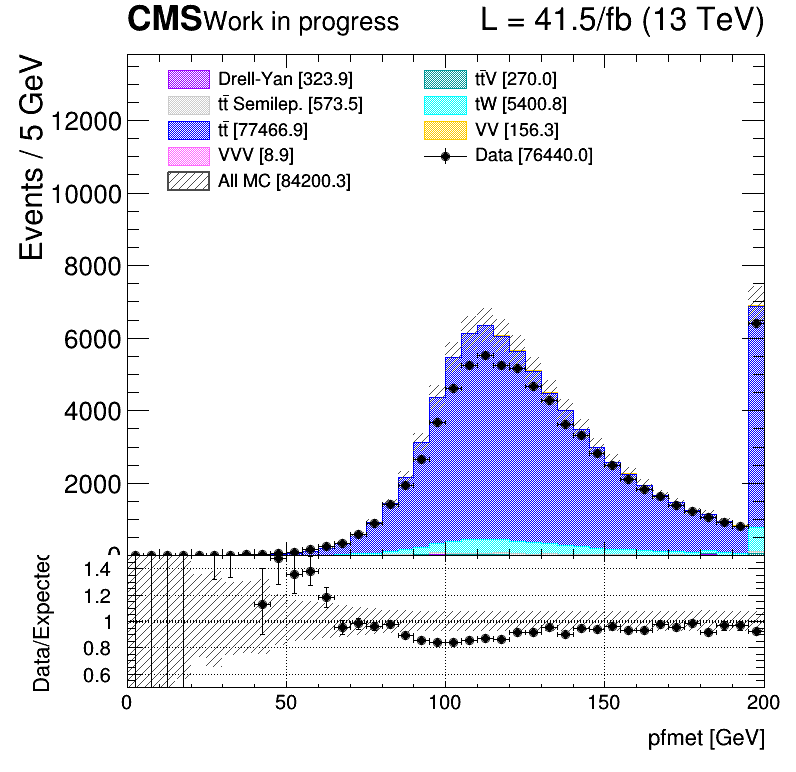 CMS Work in progress L = 41.5/fb (13 TeV)
Events / 5 GeV
Drell-Yan [323.9]
tt̄ Semilep. [573.5]
tt̄ [77466.9]
VVV [8.9]
All MC [84200.3]
tt̄V [270.0]
tW [5400.8]
VV [156.3]
Data [76440.0]
12000
10000
8000
6000
4000
2000
0
Data/Expected
1.4
1.2
1
0.8
0.6
0 50 100 150 200
pfmet [GeV]